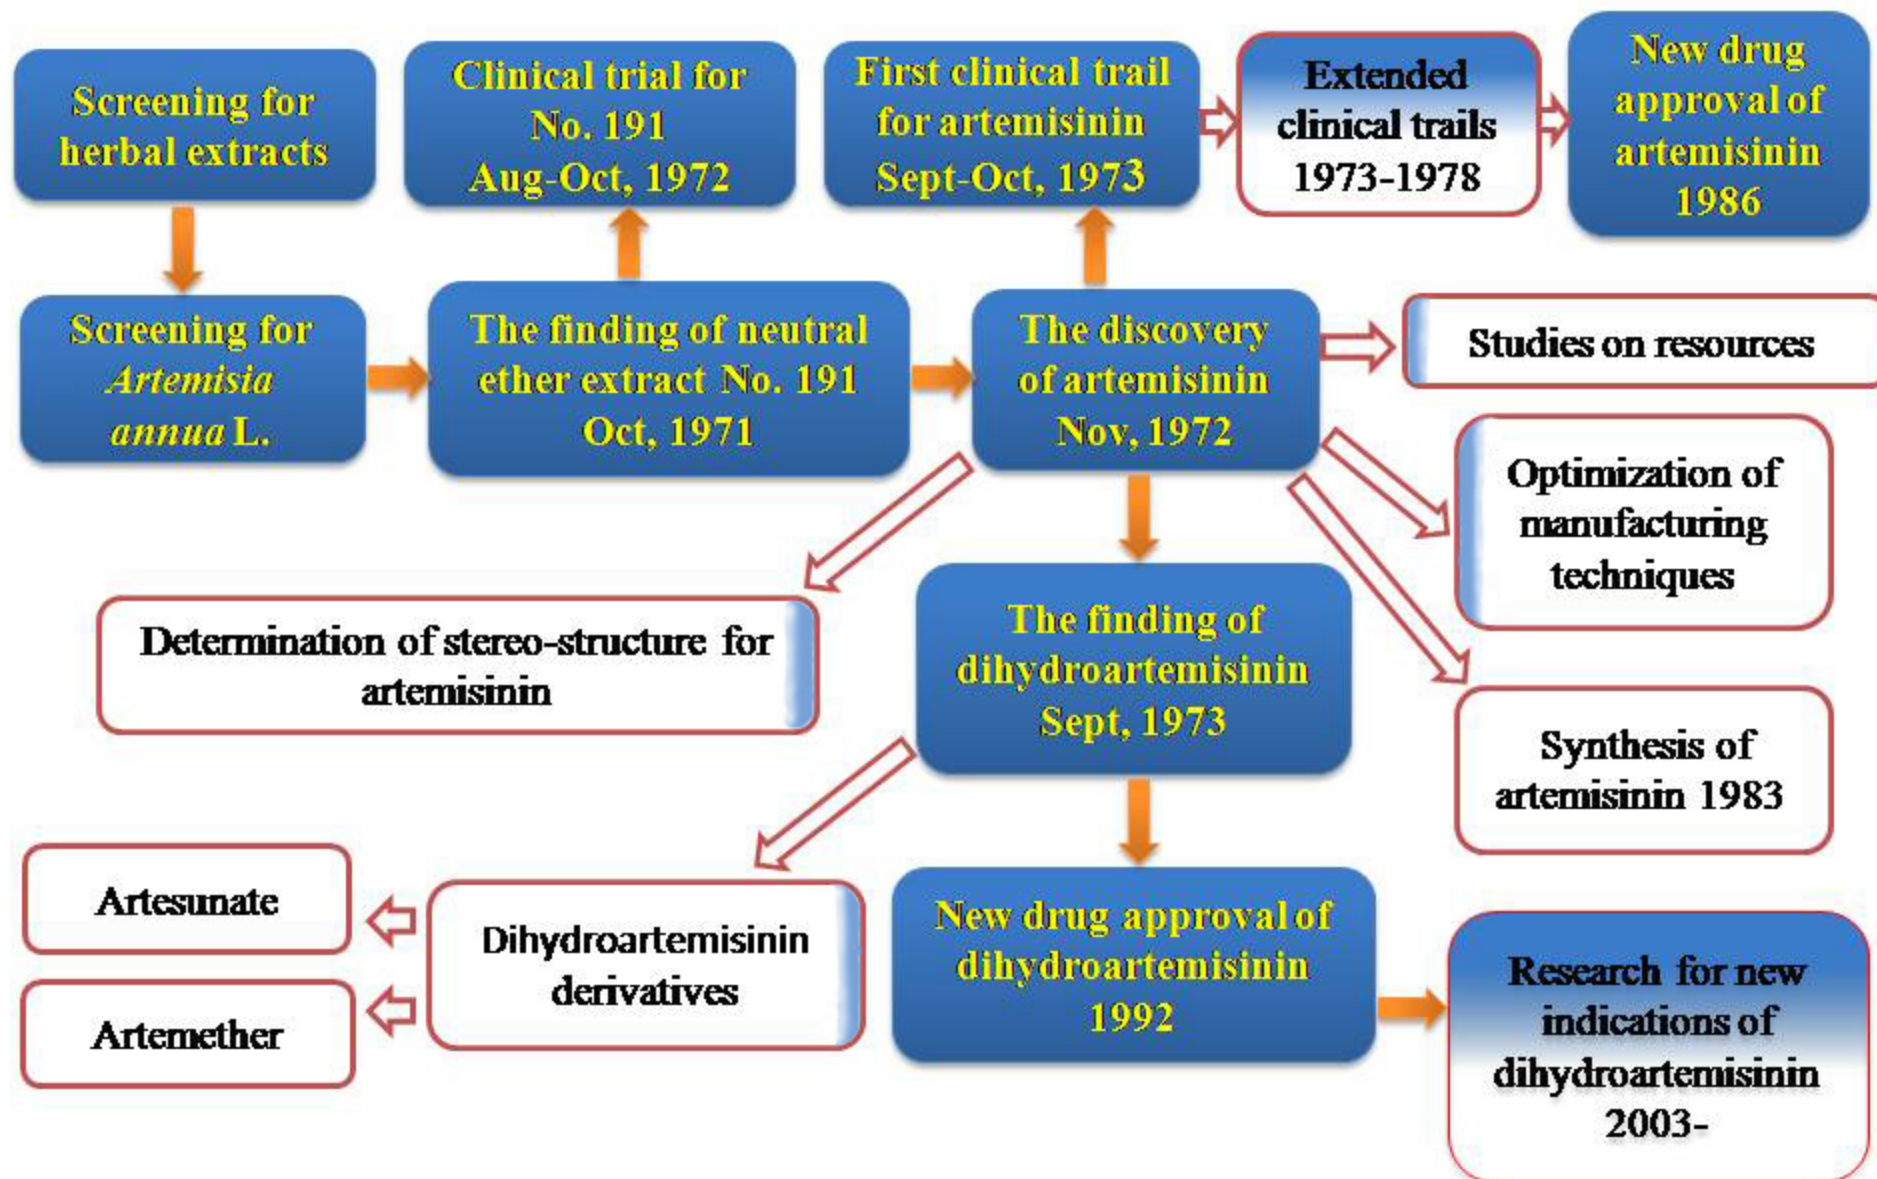 Screening for
herbal extracts
Clinical trial for
No. 191
Aug-Oct, 1972
First clinical trail
for artemisinin
Sept-Oct, 1973
Extended
clinical trails
1973-1978
New drug
approval of
artemisinin
1986
Screening for
Artemisia
annua L.
The finding of neutral
ether extract No. 191
Oct, 1971
The discovery
of artemisinin
Nov, 1972
Studies on resources
Optimization of
manufacturing
techniques
Determination of stereo-structure for
artemisinin
The finding of
dihydroartemisinin
Sept, 1973
Synthesis of
artemisinin 1983
Artesunate
Artemether
Dihydroartemisinin
derivatives
New drug approval of
dihydroartemisinin
1992
Research for new
indications of
dihydroartemisinin
2003-